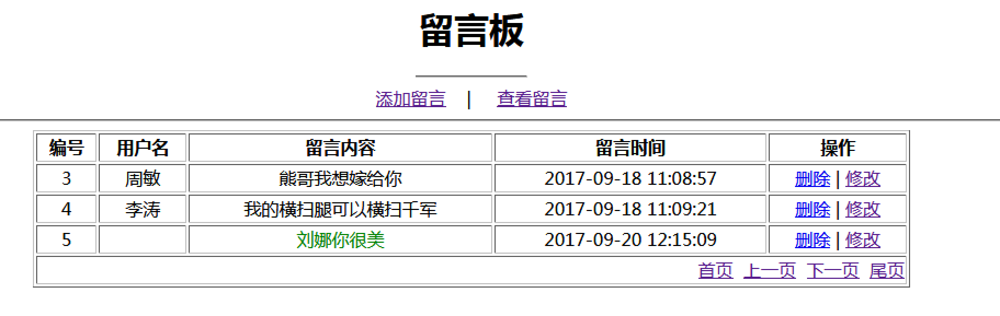 留言板
添加留言 | 查看留言
编号 用户名 留言内容 留言时间 操作
3 周敏 熊哥我想嫁给你 2017-09-18 11:08:57 删除 | 修改
4 李涛 我的横扫腿可以横扫千军 2017-09-18 11:09:21 删除 | 修改
5 刘娜你很美 2017-09-20 12:15:09 删除 | 修改
首页 上一页 下一页 尾页